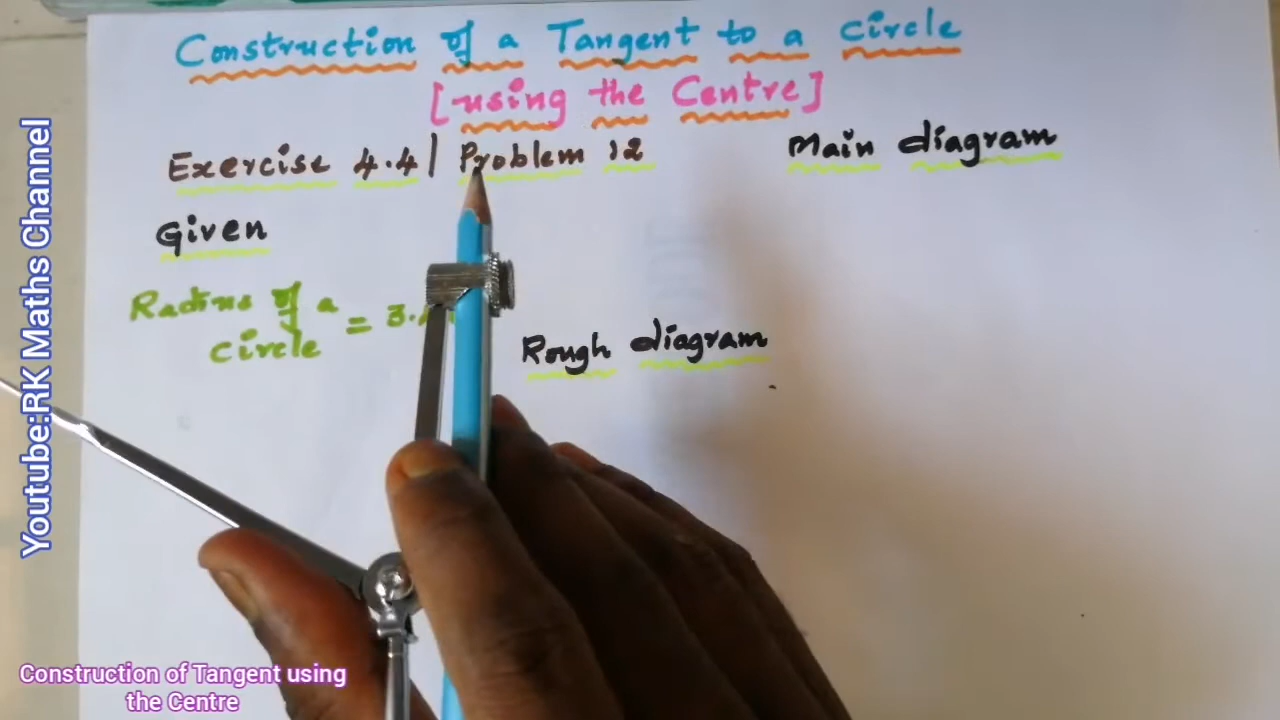 Construction of a Tangent to a Circle
[using the Centre]
Exercise 4.4| Problem 12
Main diagram
Given
Radius of a
circle = 3.
Rough diagram
Youtube:RK Maths Channel
Construction of Tangent using
the Centre